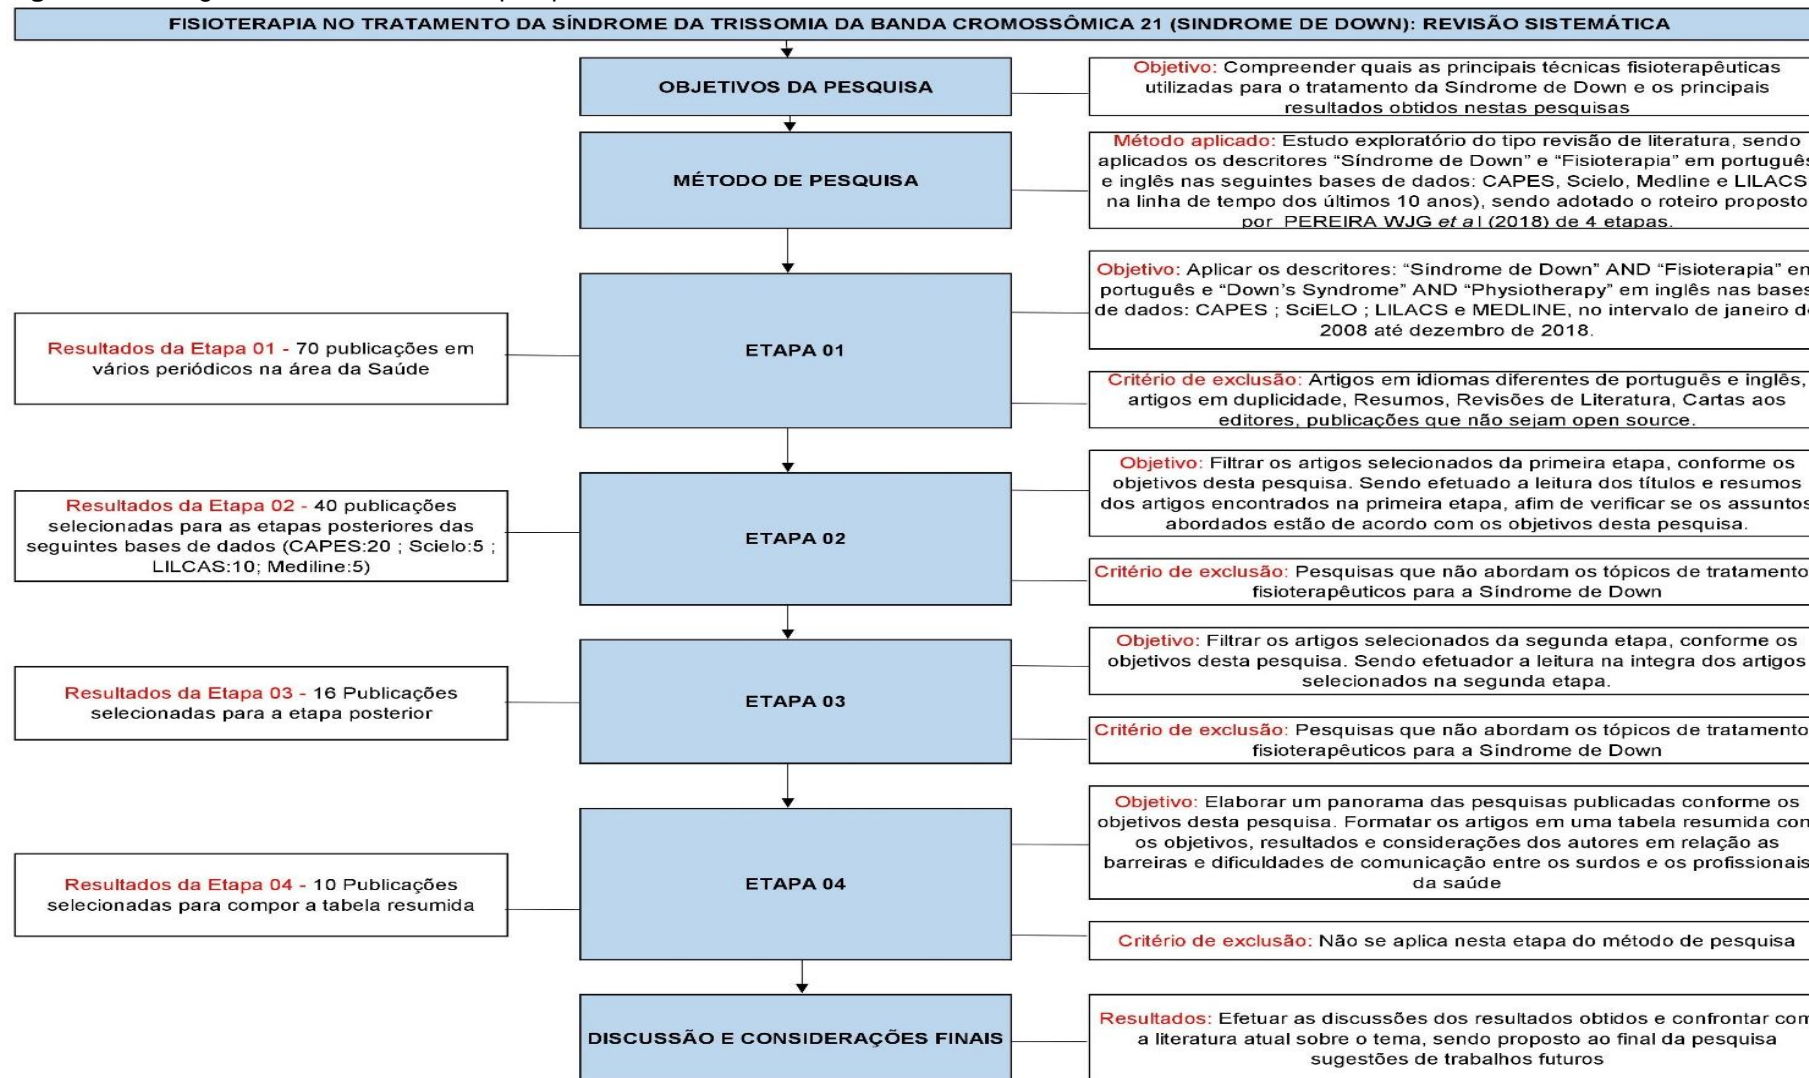 FISIOTERAPIA NO TRATAMENTO DA SÍNDROME DA TRISSOMIA DA BANDA CROMOSSÔMICA 21 (SINDROME DE DOWN): REVISÃO SISTEMÁTICA
OBJETIVOS DA PESQUISA
Objetivo: Compreender quais as principais técnicas fisioterapêuticas
utilizadas para o tratamento da Síndrome de Down e os principais
resultados obtidos nestas pesquisas
MÉTODO DE PESQUISA
Método aplicado: Estudo exploratório do tipo revisão de literatura, sendo
aplicados os descritores “Síndrome de Down” e “Fisioterapia” em português
e inglês nas seguintes bases de dados: CAPES, Scielo, Medline e LILACS
na linha de tempo dos últimos 10 anos), sendo adotado o roteiro proposto
por PEREIRA WJG et al (2018) de 4 etapas.
Resultados da Etapa 01 - 70 publicações em
vários periódicos na área da Saúde
ETAPA 01
Objetivo: Aplicar os descritores: “Síndrome de Down” AND “Fisioterapia” em
português e “Down’s Syndrome” AND “Physiotherapy” em inglês nas bases
de dados: CAPES ; SciELO ; LILACS e MEDLINE, no intervalo de janeiro de
2008 até dezembro de 2018.
Critério de exclusão: Artigos em idiomas diferentes de português e inglês,
artigos em duplicidade, Resumos, Revisões de Literatura, Cartas aos
editores, publicações que não sejam open source.
Resultados da Etapa 02 - 40 publicações
selecionadas para as etapas posteriores das
seguintes bases de dados (CAPES:20 ; Scielo:5 ;
LILCAS:10; Mediline:5)
ETAPA 02
Objetivo: Filtrar os artigos selecionados da primeira etapa, conforme os
objetivos desta pesquisa. Sendo efetuado a leitura dos títulos e resumos
dos artigos encontrados na primeira etapa, afim de verificar se os assuntos
abordados estão de acordo com os objetivos desta pesquisa.
Critério de exclusão: Pesquisas que não abordam os tópicos de tratamento
fisioterapêuticos para a Síndrome de Down
Resultados da Etapa 03 - 16 Publicações
selecionadas para a etapa posterior
ETAPA 03
Objetivo: Filtrar os artigos selecionados da segunda etapa, conforme os
objetivos desta pesquisa. Sendo efetuador a leitura na integra dos artigos
selecionados na segunda etapa.
Critério de exclusão: Pesquisas que não abordam os tópicos de tratamento
fisioterapêuticos para a Síndrome de Down
Resultados da Etapa 04 - 10 Publicações
selecionadas para compor a tabela resumida
ETAPA 04
Objetivo: Elaborar um panorama das pesquisas publicadas conforme os
objetivos desta pesquisa. Formatar os artigos em uma tabela resumida com
os objetivos, resultados e considerações dos autores em relação as
barreiras e dificuldades de comunicação entre os surdos e os profissionais
da saúde
Critério de exclusão: Não se aplica nesta etapa do método de pesquisa
DISCUSSÃO E CONSIDERAÇÕES FINAIS
Resultados: Efetuar as discussões dos resultados obtidos e confrontar com
a literatura atual sobre o tema, sendo proposto ao final da pesquisa
sugestões de trabalhos futuros